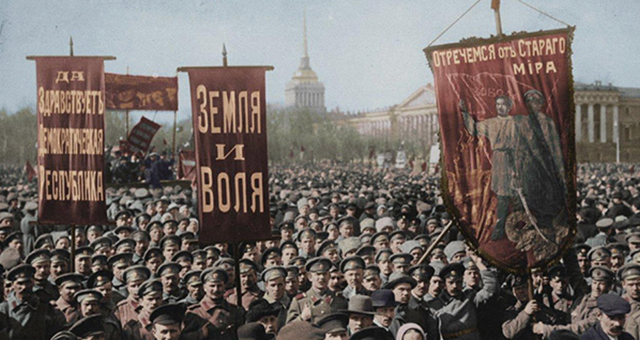 Да
Здравствуетъ
Демократическая
Республика
Земля
и
Воля
Отречемся отъ Стараго
Міра